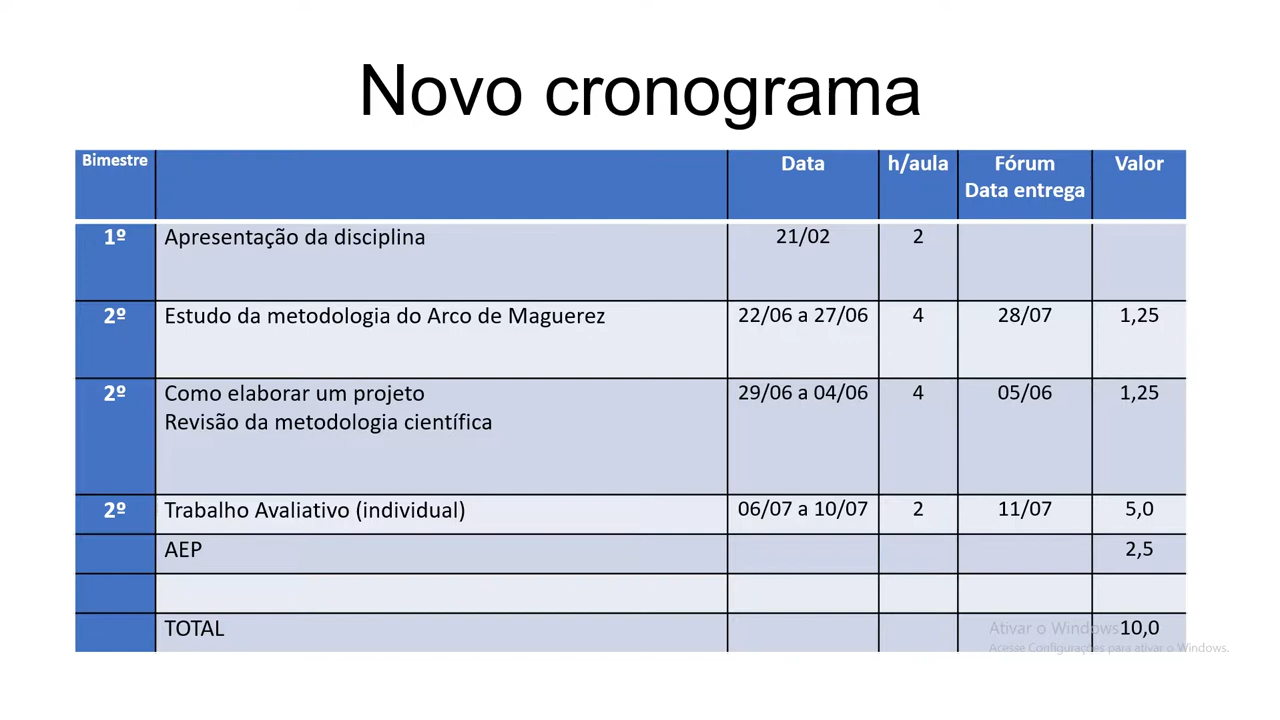 Novo cronograma
Bimestre Data h/aula Fórum Valor
Data entrega
1º Apresentação da disciplina 21/02 2
2º Estudo da metodologia do Arco de Maguerez 22/06 a 27/06 4 28/07 1,25
2º Como elaborar um projeto 29/06 a 04/06 4 05/06 1,25
Revisão da metodologia científica
2º Trabalho Avaliativo (individual) 06/07 a 10/07 2 11/07 5,0
AEP 2,5
TOTAL 10,0
Ativar o Windows
Acesse Configurações para ativar o Windows.